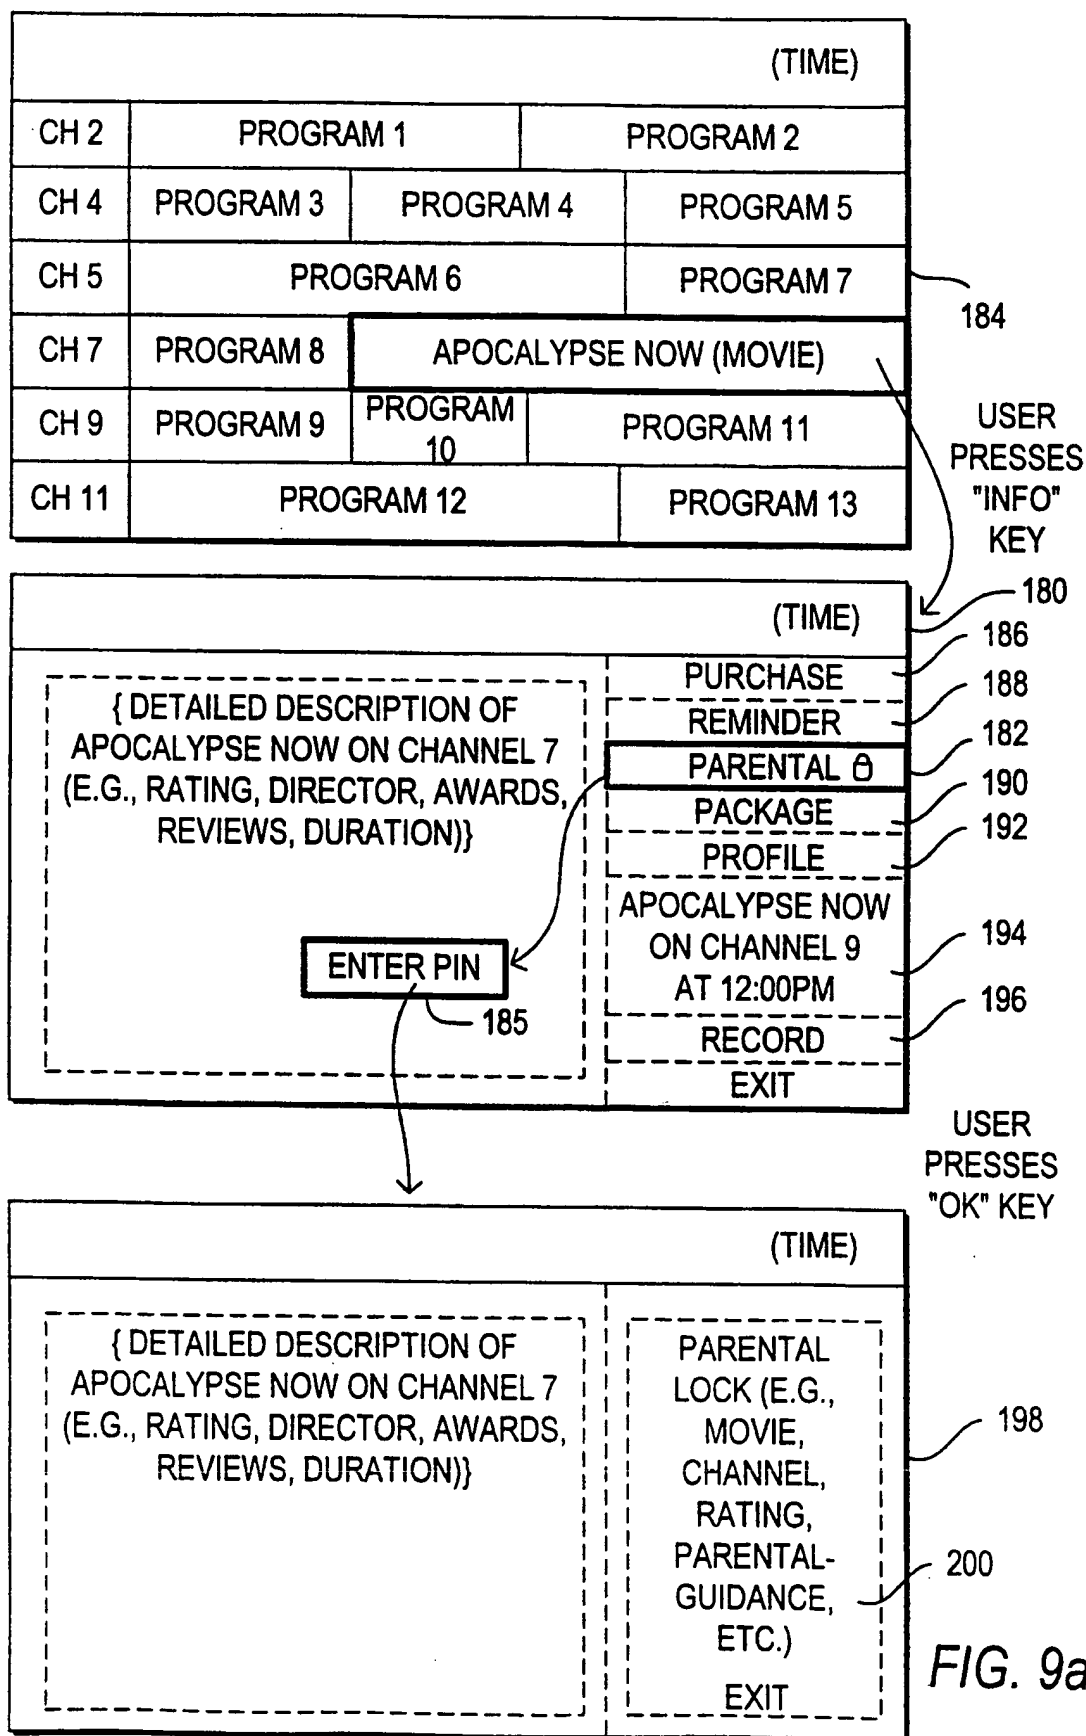 (TIME)
CH 2 PROGRAM 1 PROGRAM 2
CH 4 PROGRAM 3 PROGRAM 4 PROGRAM 5
CH 5 PROGRAM 6 PROGRAM 7
184
CH 7 PROGRAM 8 APOCALYPSE NOW (MOVIE)
CH 9 PROGRAM 9 PROGRAM
10 PROGRAM 11
CH 11 PROGRAM 12 PROGRAM 13
USER
PRESSES
"INFO"
KEY
(TIME)
180
{ DETAILED DESCRIPTION OF
APOCALYPSE NOW ON CHANNEL 7
(E.G., RATING, DIRECTOR, AWARDS,
REVIEWS, DURATION)}
ENTER PIN
185
PURCHASE
186
REMINDER
188
PARENTAL
182
PACKAGE
190
PROFILE
192
APOCALYPSE NOW
ON CHANNEL 9
AT 12:00PM
194
RECORD
196
EXIT
USER
PRESSES
"OK" KEY
(TIME)
{ DETAILED DESCRIPTION OF
APOCALYPSE NOW ON CHANNEL 7
(E.G., RATING, DIRECTOR, AWARDS,
REVIEWS, DURATION)}
PARENTAL
LOCK (E.G.,
MOVIE,
CHANNEL,
RATING,
PARENTAL-
GUIDANCE,
ETC.)
EXIT
198
200
FIG. 9a